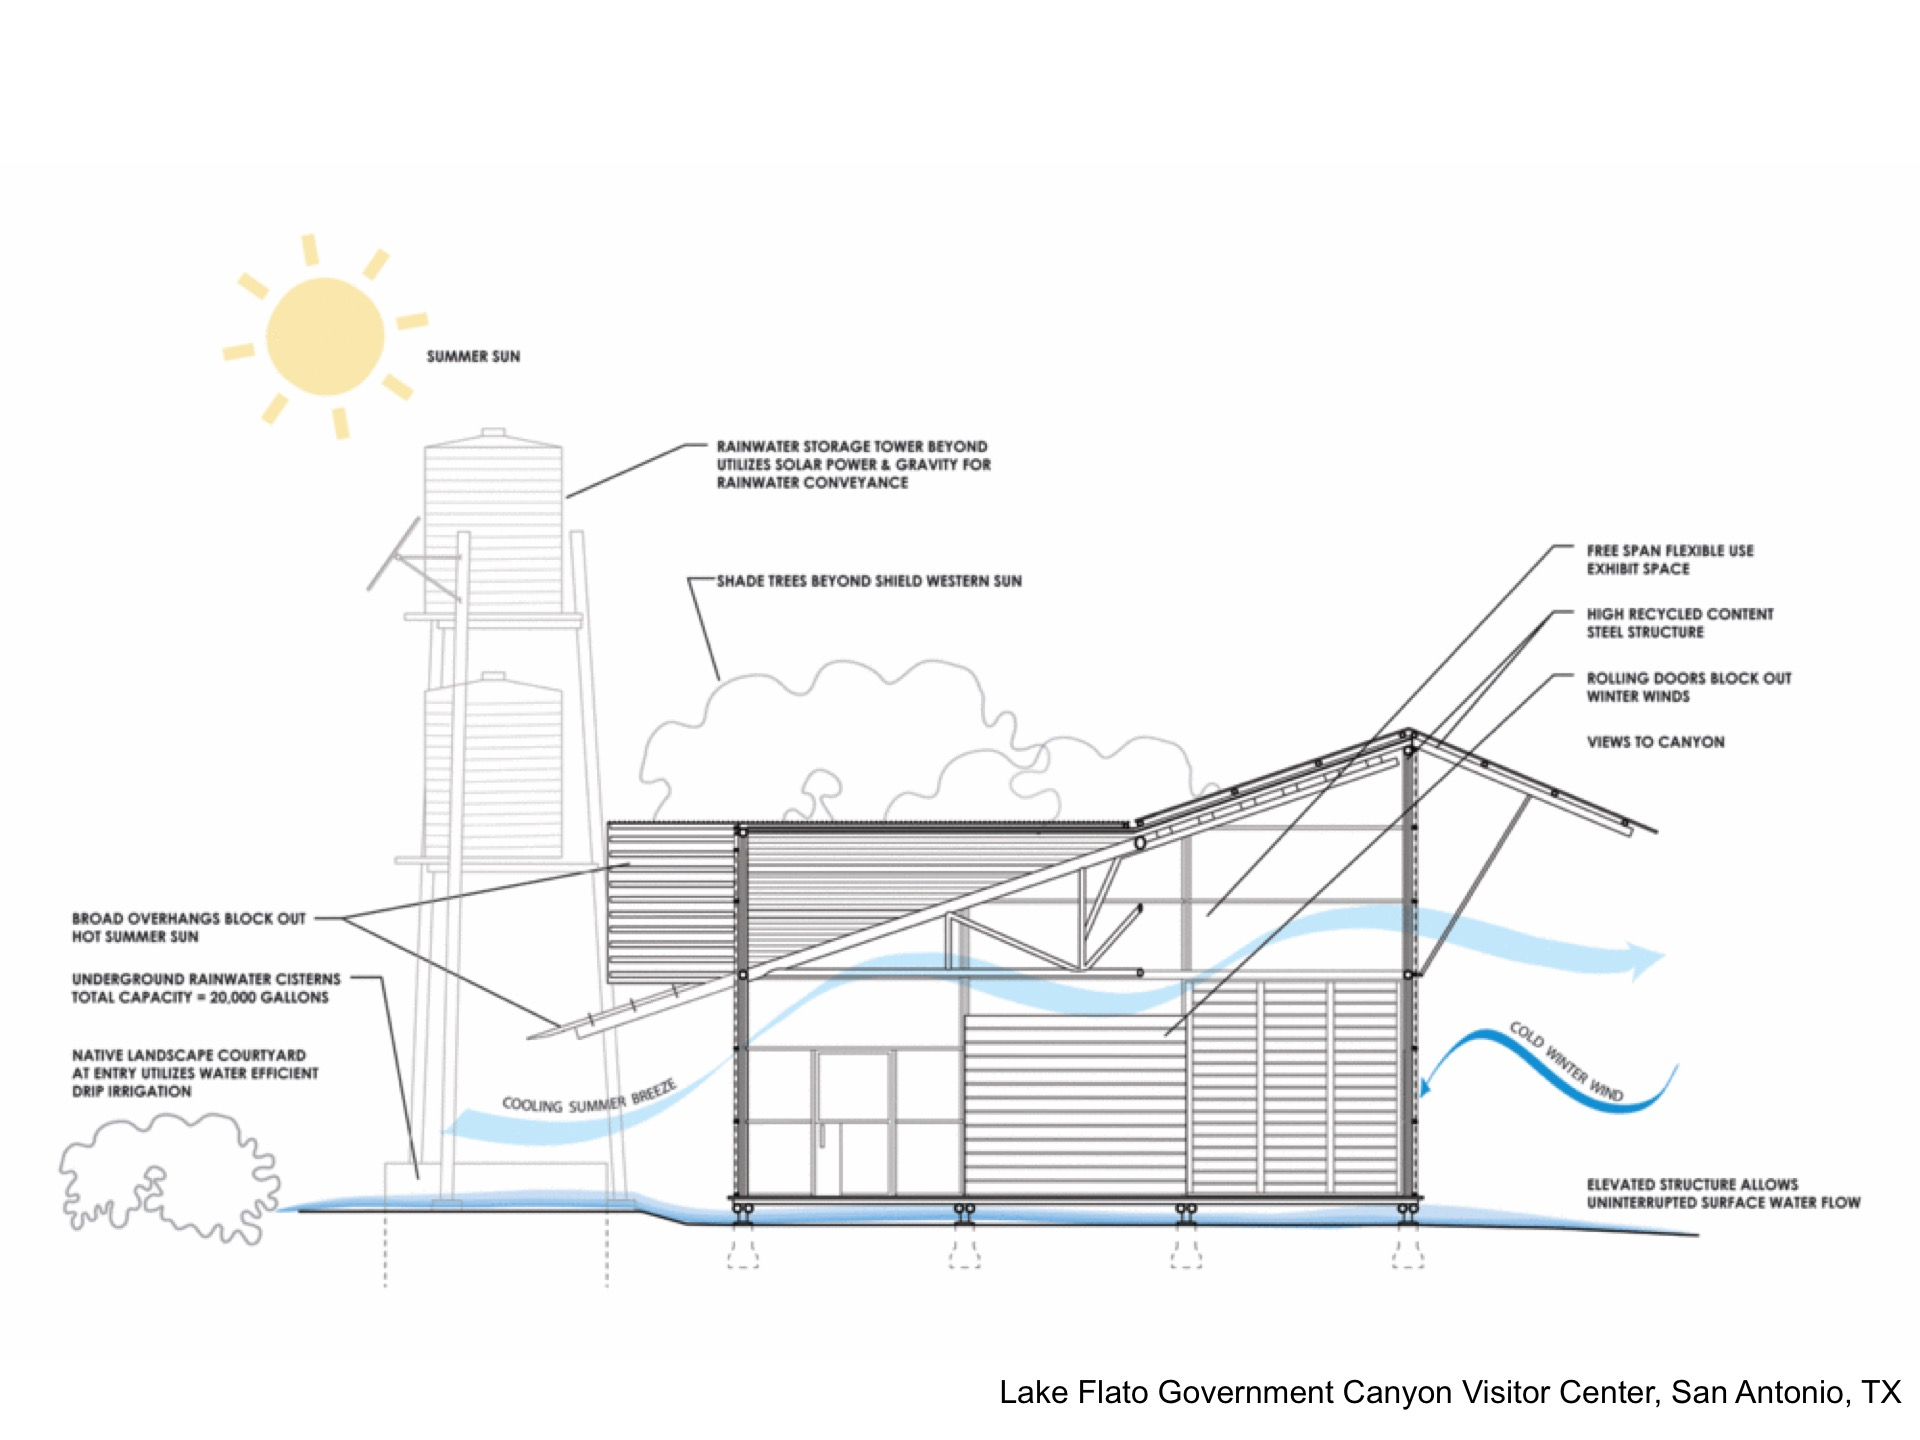 SUMMER SUN
RAINWATER STORAGE TOWER BEYOND
UTILIZES SOLAR POWER & GRAVITY FOR
RAINWATER CONVEYANCE
SHADE TREES BEYOND SHIELD WESTERN SUN
FREE SPAN FLEXIBLE USE
EXHIBIT SPACE
HIGH RECYCLED CONTENT
STEEL STRUCTURE
ROLLING DOORS BLOCK OUT
WINTER WINDS
VIEWS TO CANYON
BROAD OVERHANGS BLOCK OUT
HOT SUMMER SUN
UNDERGROUND RAINWATER CISTERNS
TOTAL CAPACITY = 20,000 GALLONS
NATIVE LANDSCAPE COURTYARD
AT ENTRY UTILIZES WATER EFFICIENT
DRIP IRRIGATION
COOLING SUMMER BREEZE
COLD WINTER WIND
ELEVATED STRUCTURE ALLOWS
UNINTERRUPTED SURFACE WATER FLOW
Lake Flato Government Canyon Visitor Center, San Antonio, TX